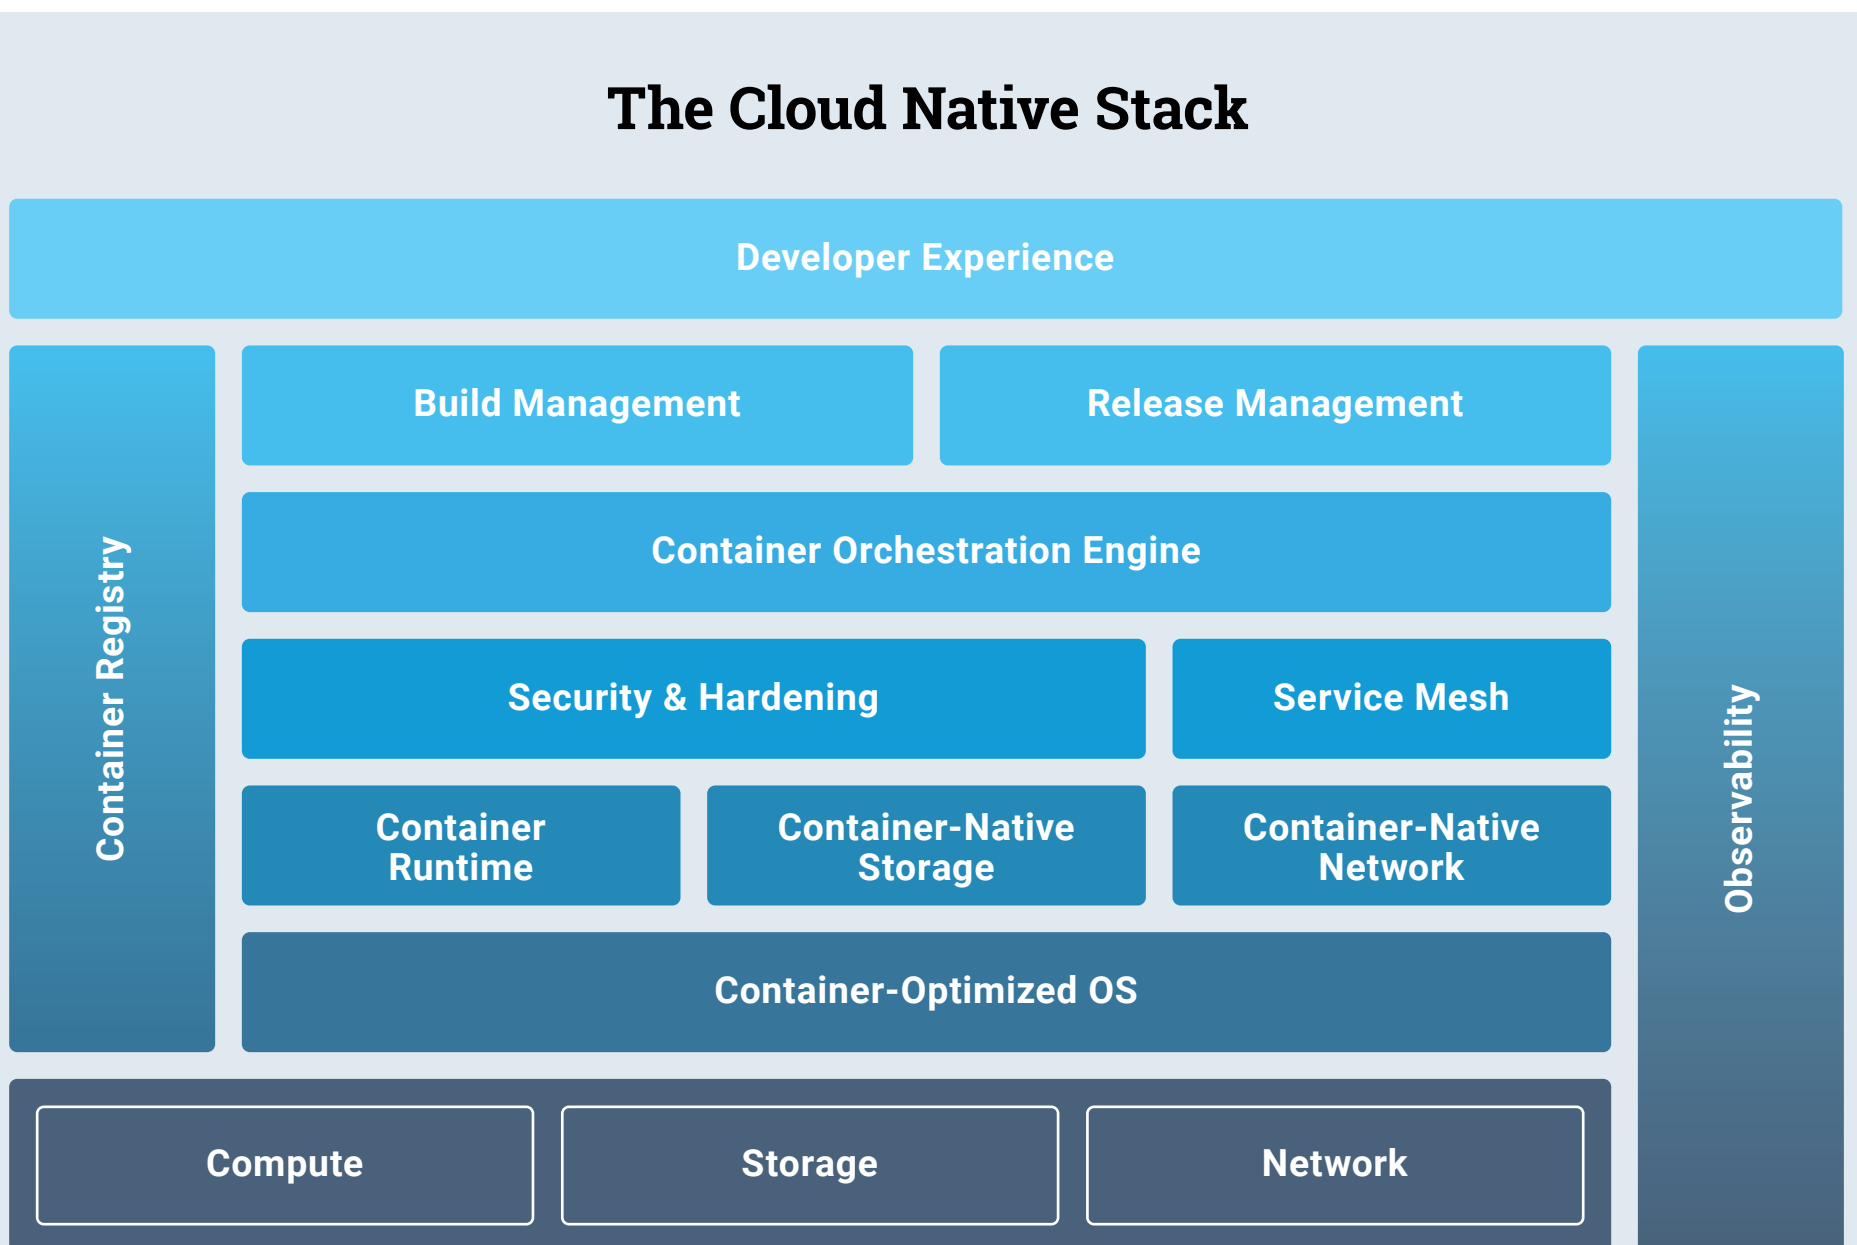 The Cloud Native Stack
Developer Experience
Container Registry
Build Management
Release Management
Container Orchestration Engine
Security & Hardening
Service Mesh
Container
Runtime
Container-Native
Storage
Container-Native
Network
Container-Optimized OS
Observability
Compute
Storage
Network